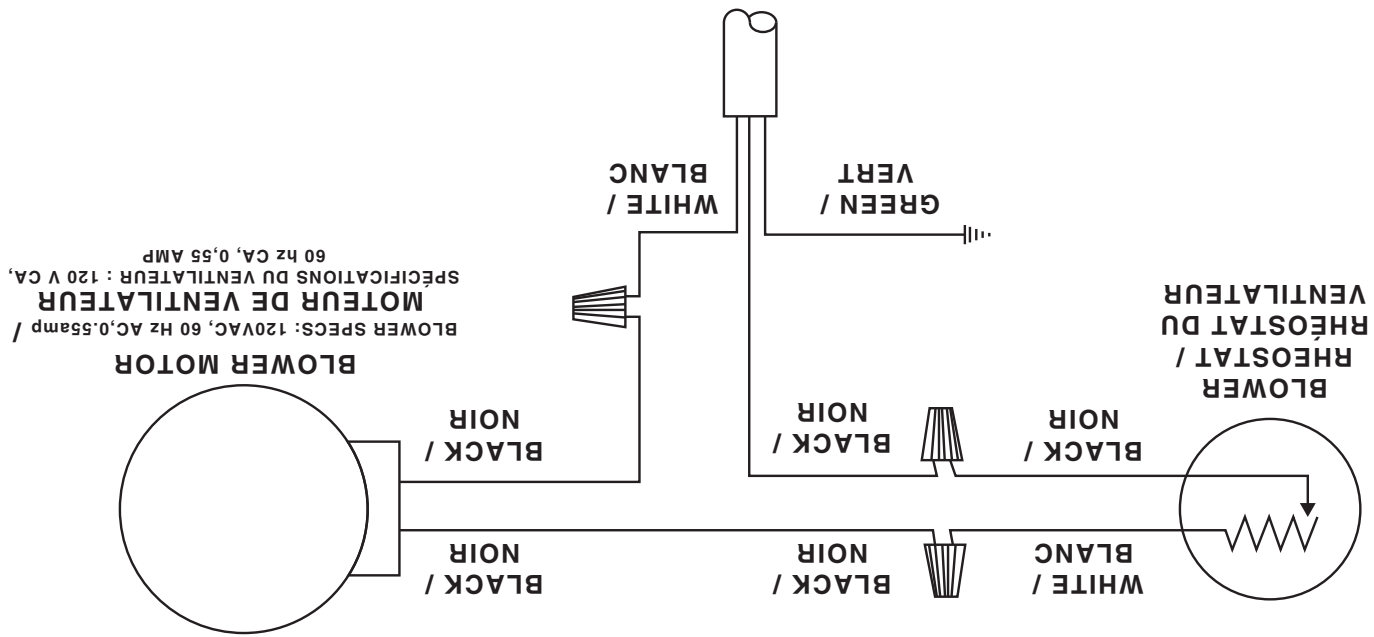 WHITE /
BLANC
BLACK /
NOIR
BLACK /
NOIR
BLACK /
NOIR
BLACK /
NOIR
BLACK /
NOIR
BLOWER
RHEOSTAT /
RHÉOSTAT DU
VENTILATEUR
BLOWER MOTOR
BLOWER SPECS: 120VAC, 60 Hz AC,0.55amp /
MOTEUR DE VENTILATEUR
SPÉCIFICATIONS DU VENTILATEUR : 120 V CA,
60 hz CA, 0,55 AMP
GREEN /
VERT
WHITE /
BLANC